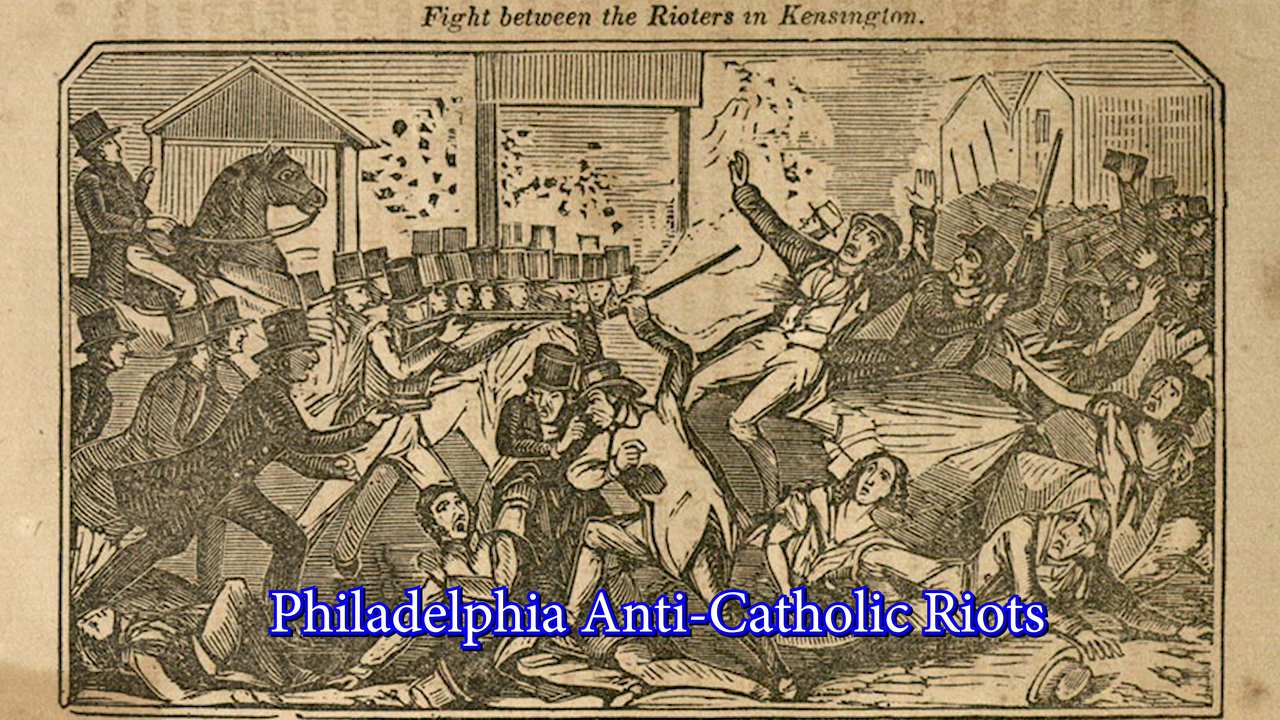 Fight between the Rioters in Kensington.
Philadelphia Anti-Catholic Riots